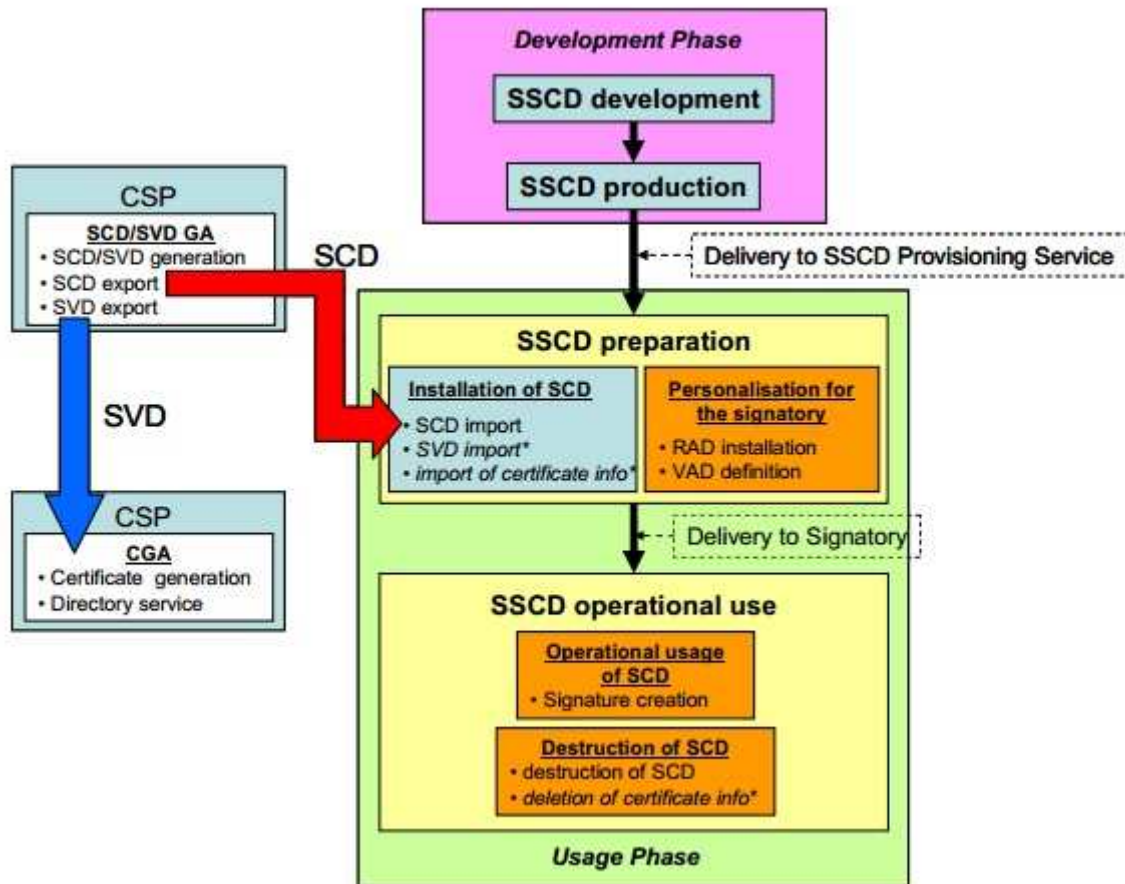 Development Phase
SSCD development
SSCD production
Delivery to SSCD Provisioning Service
CSP
SCD/SVD GA
• SCD/SVD generation
• SCD export
• SVD export
SCD
SVD
CSP
CGA
• Certificate generation
• Directory service
SSCD preparation
Installation of SCD
• SCD import
• SVD import*
• import of certificate info*
Personalisation for
the signatory
• RAD installation
• VAD definition
Delivery to Signatory
SSCD operational use
Operational usage
of SCD
• Signature creation
Destruction of SCD
• destruction of SCD
• deletion of certificate info*
Usage Phase